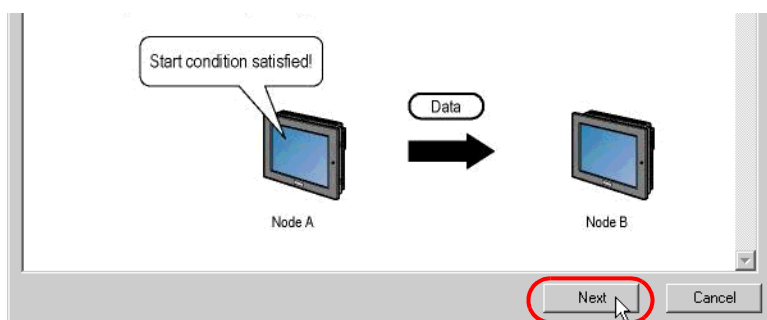 Start condition satisfied!
Data
Node A
Node B
Next
Cancel